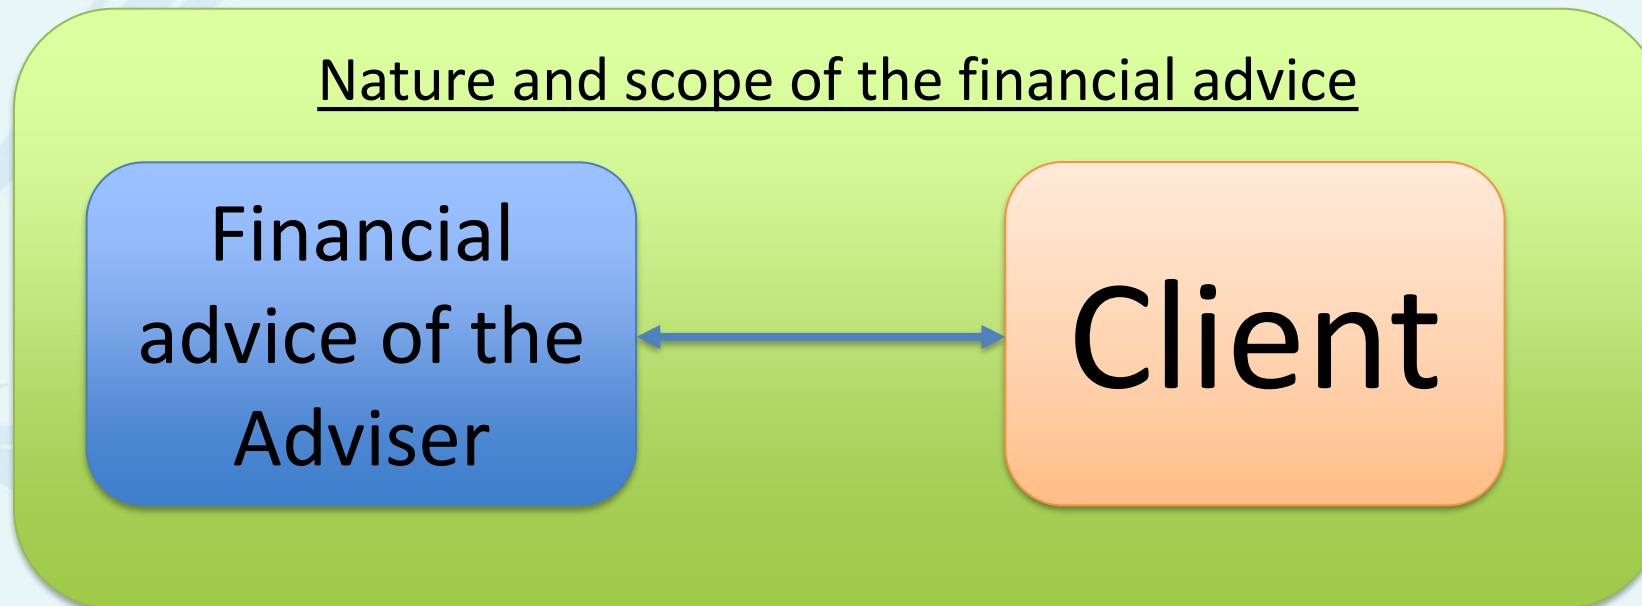 Nature and scope of the financial advice
Financial
advice of the
Adviser
Client